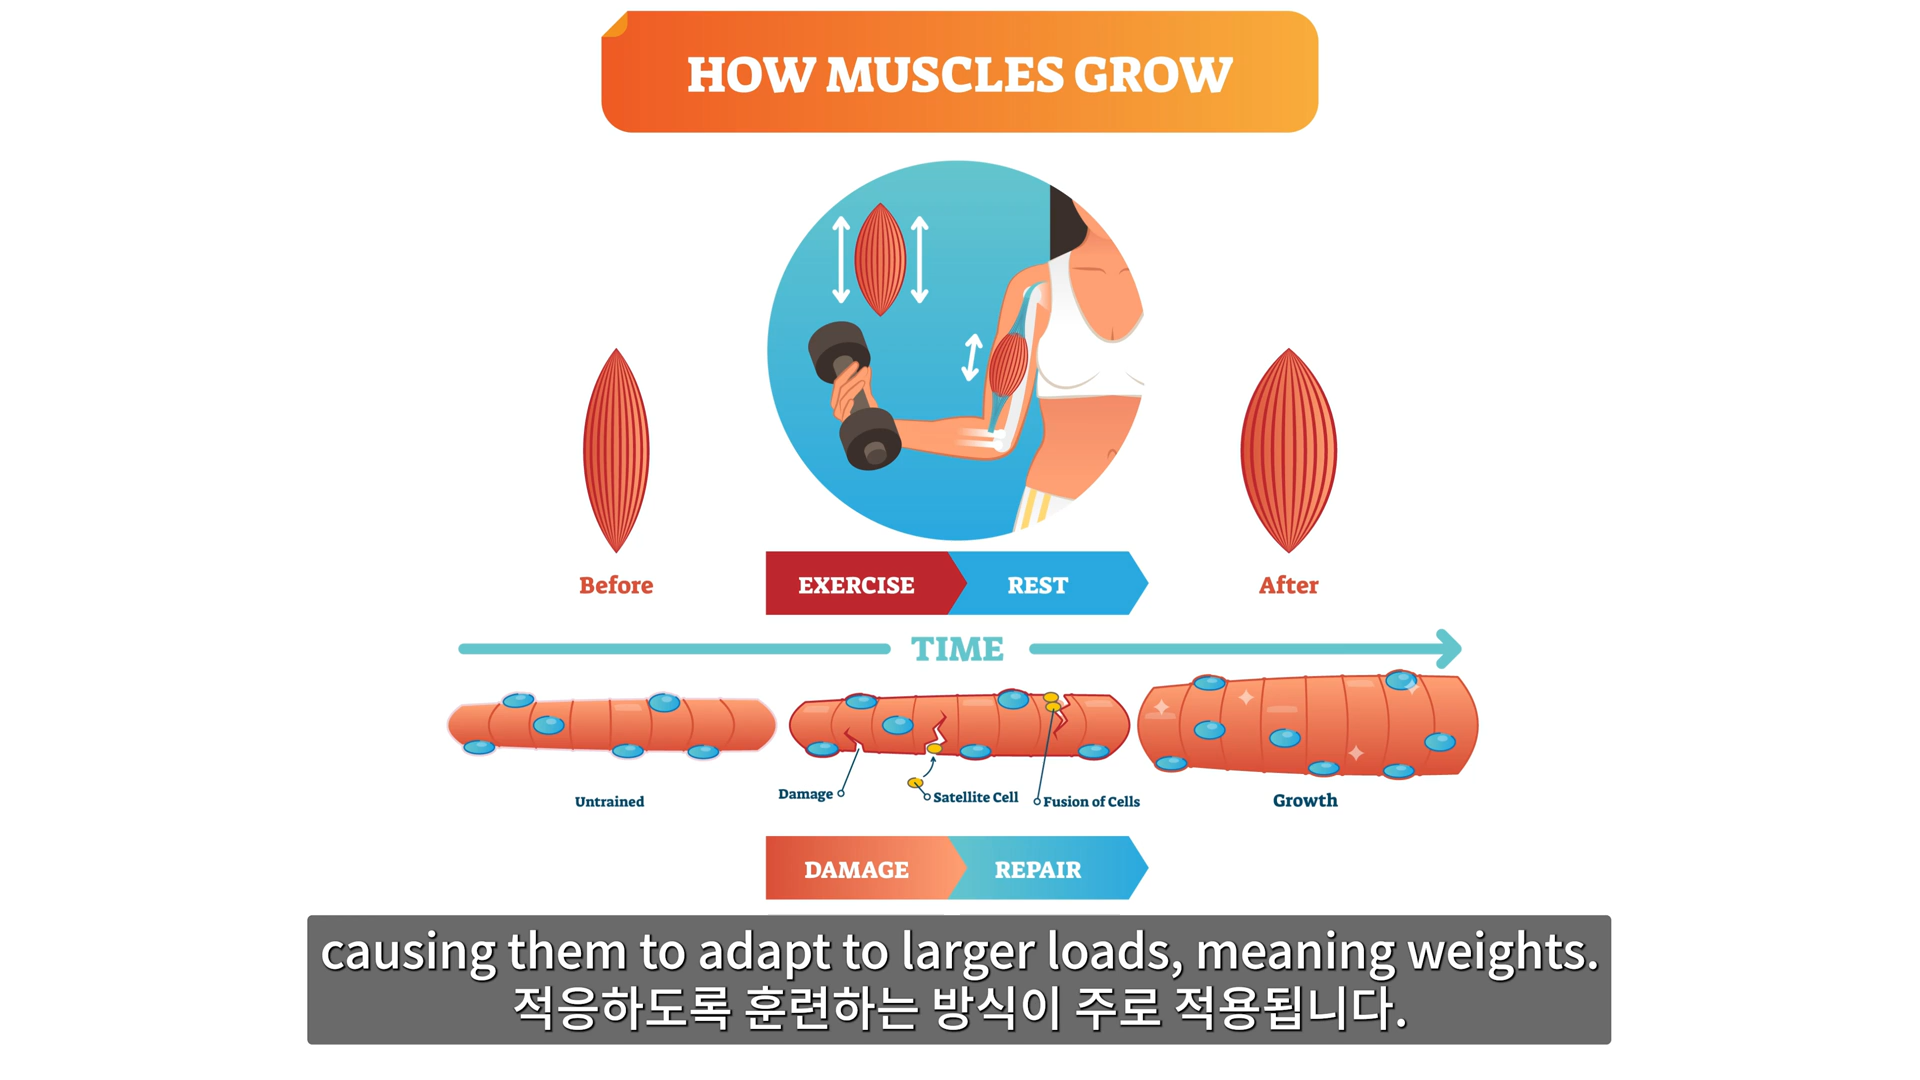 HOW MUSCLES GROW
Before
EXERCISE
REST
After
TIME
Untrained
Damage
Satellite Cell
Fusion of Cells
Growth
DAMAGE
REPAIR
causing them to adapt to larger loads, meaning weights.
적응하도록 훈련하는 방식이 주로 적용됩니다.